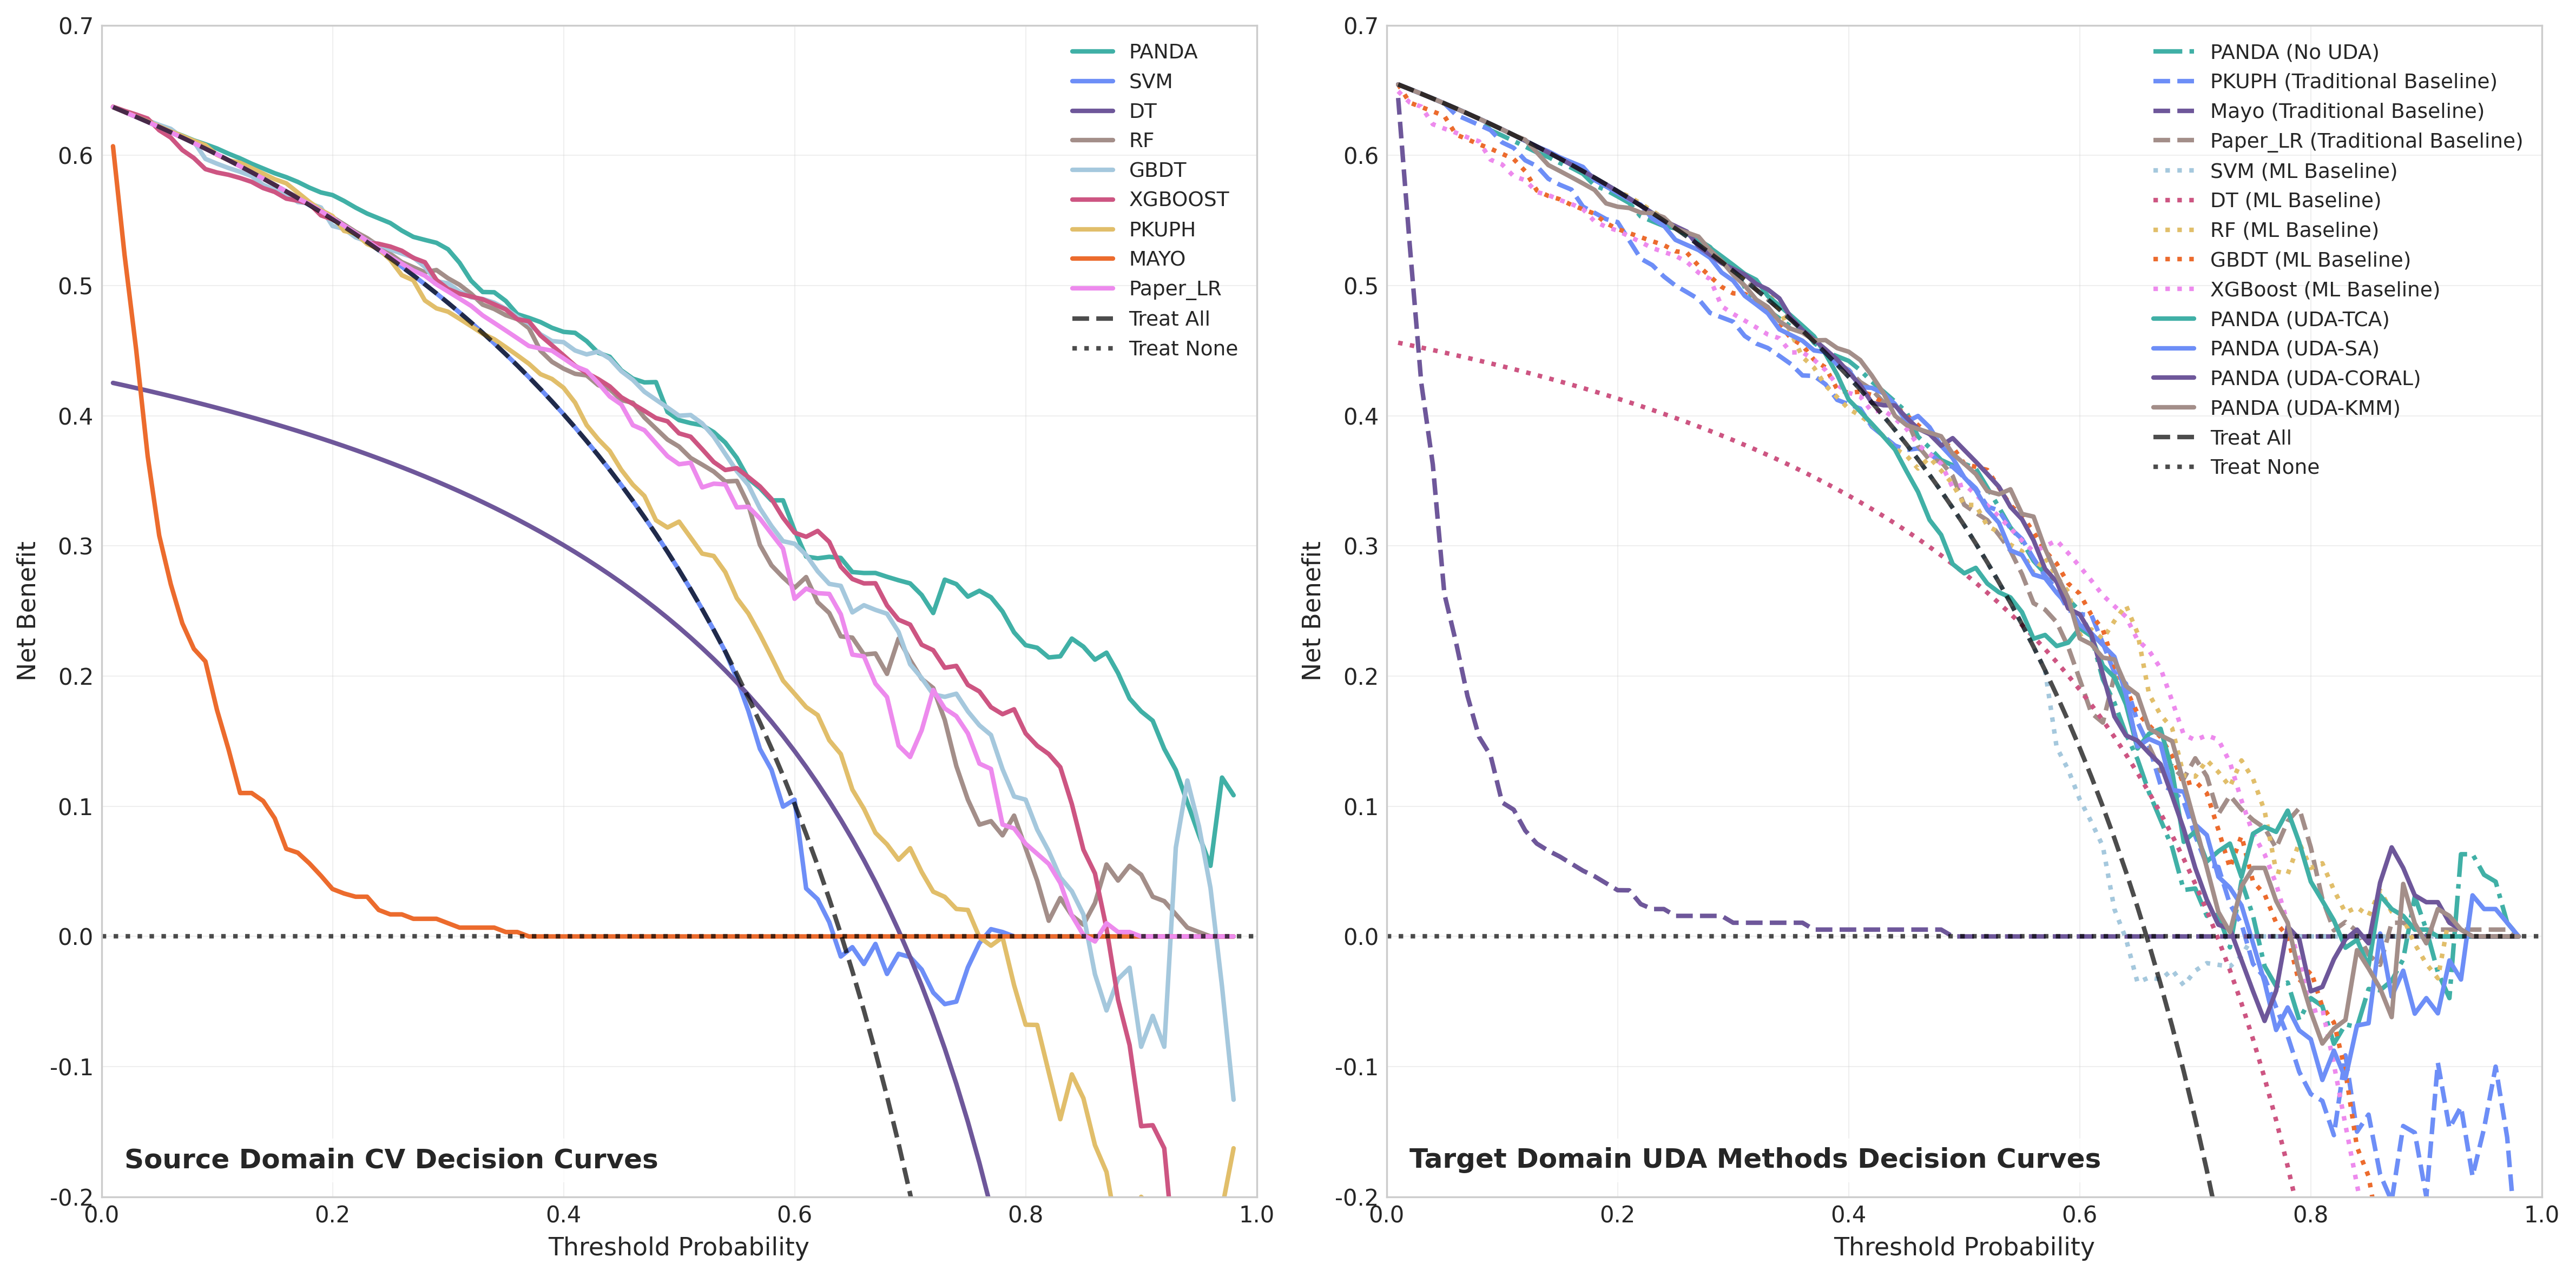 0.7
0.6
0.5
0.4
0.3
0.2
0.1
0.0
-0.1
-0.2
Net Benefit
PANDA
SVM
DT
RF
GBDT
XGBOOST
PKUPH
MAYO
Paper_LR
Treat All
Treat None
Source Domain CV Decision Curves
0.0 0.2 0.4 0.6 0.8 1.0
Threshold Probability
0.7
0.6
0.5
0.4
0.3
0.2
0.1
0.0
-0.1
-0.2
Net Benefit
PANDA (No UDA)
PKUPH (Traditional Baseline)
Mayo (Traditional Baseline)
Paper_LR (Traditional Baseline)
SVM (ML Baseline)
DT (ML Baseline)
RF (ML Baseline)
GBDT (ML Baseline)
XGBoost (ML Baseline)
PANDA (UDA-TCA)
PANDA (UDA-SA)
PANDA (UDA-CORAL)
PANDA (UDA-KMM)
Treat All
Treat None
Target Domain UDA Methods Decision Curves
0.0 0.2 0.4 0.6 0.8 1.0
Threshold Probability